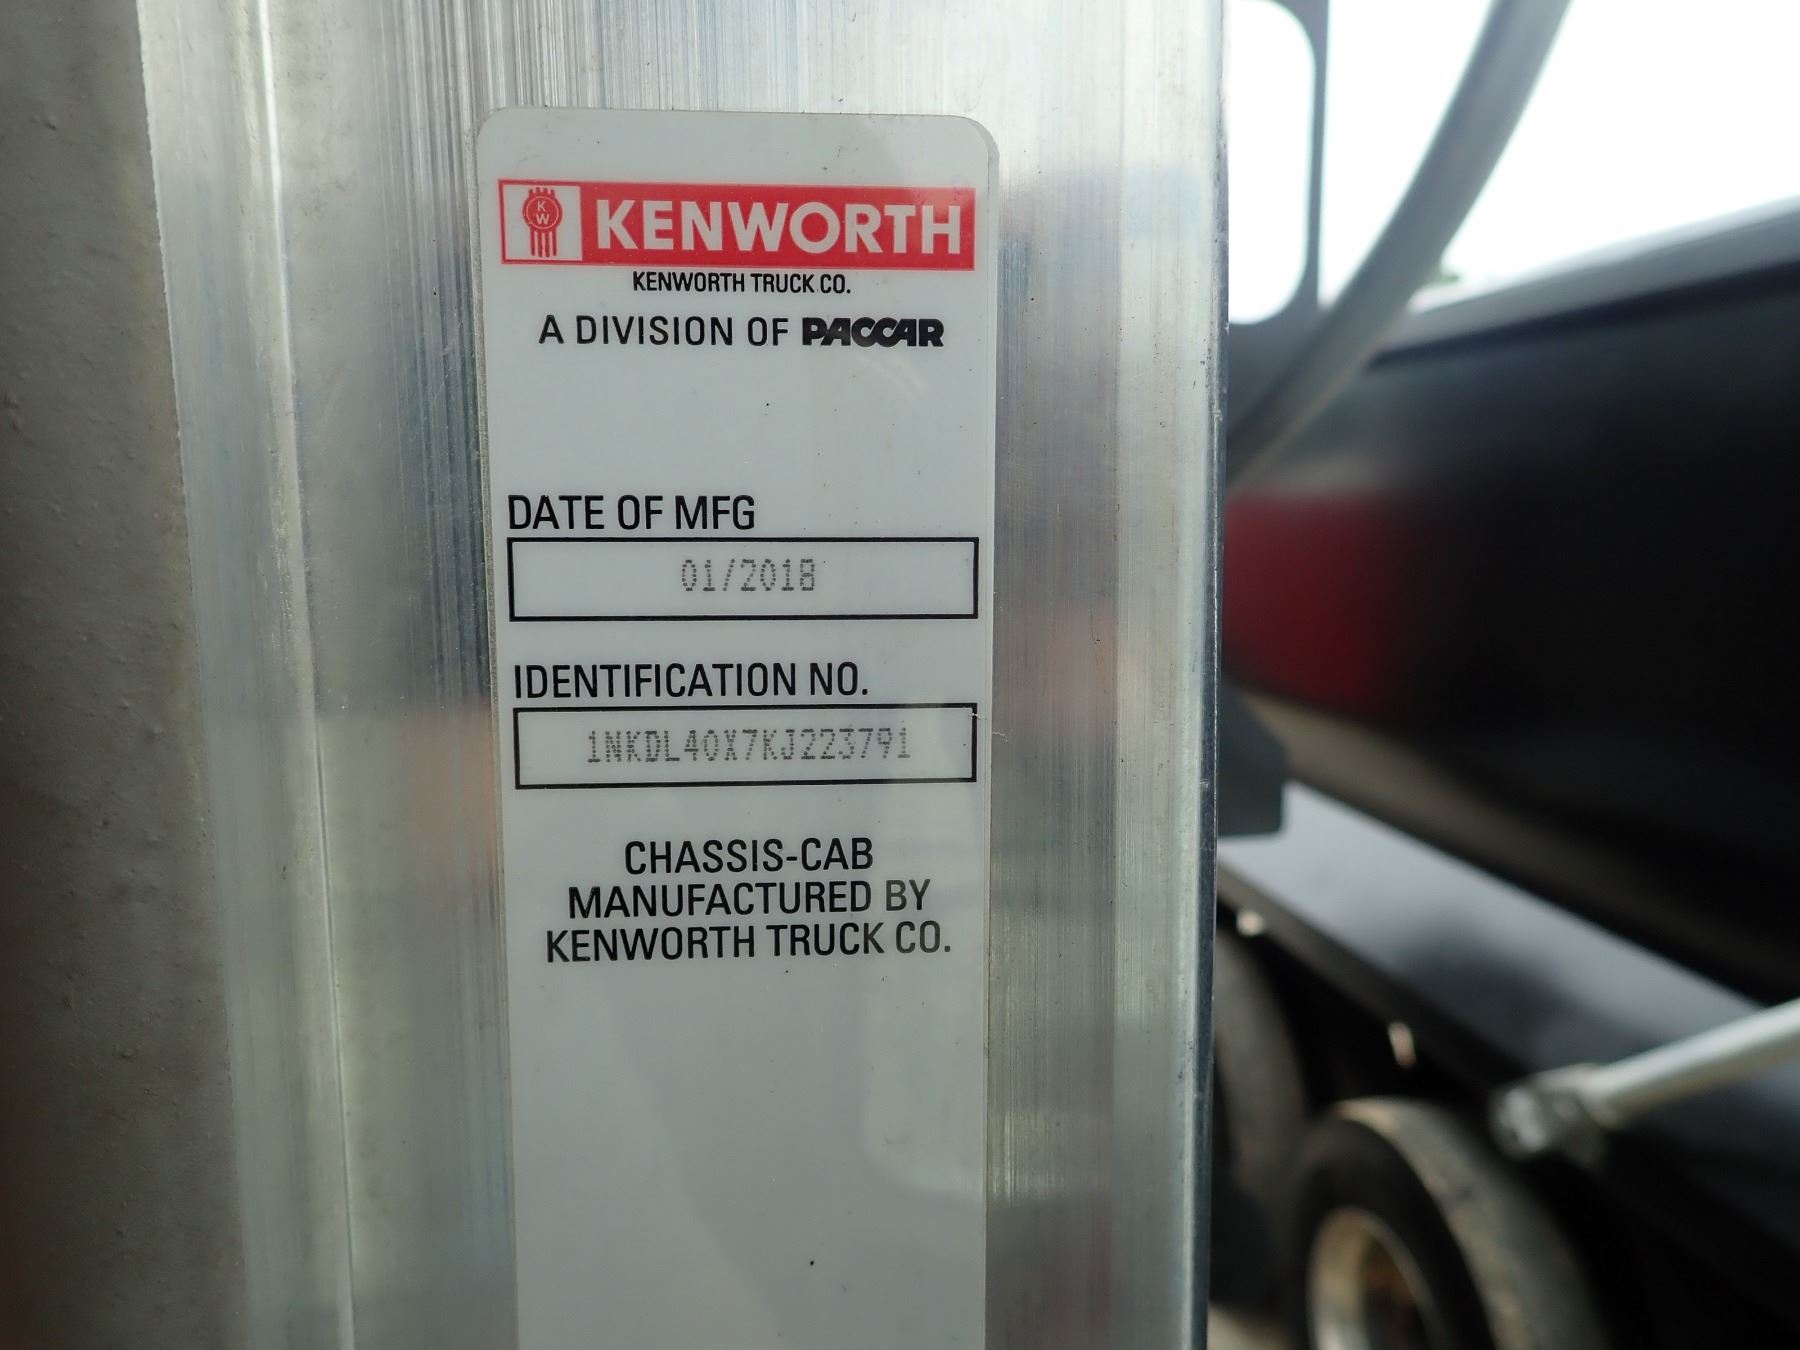 KW KENWORTH
KENWORTH TRUCK CO.
A DIVISION OF PACCAR
DATE OF MFG
01/2018
IDENTIFICATION NO.
1NKDL40X7KJ223791
CHASSIS-CAB
MANUFACTURED BY
KENWORTH TRUCK CO.